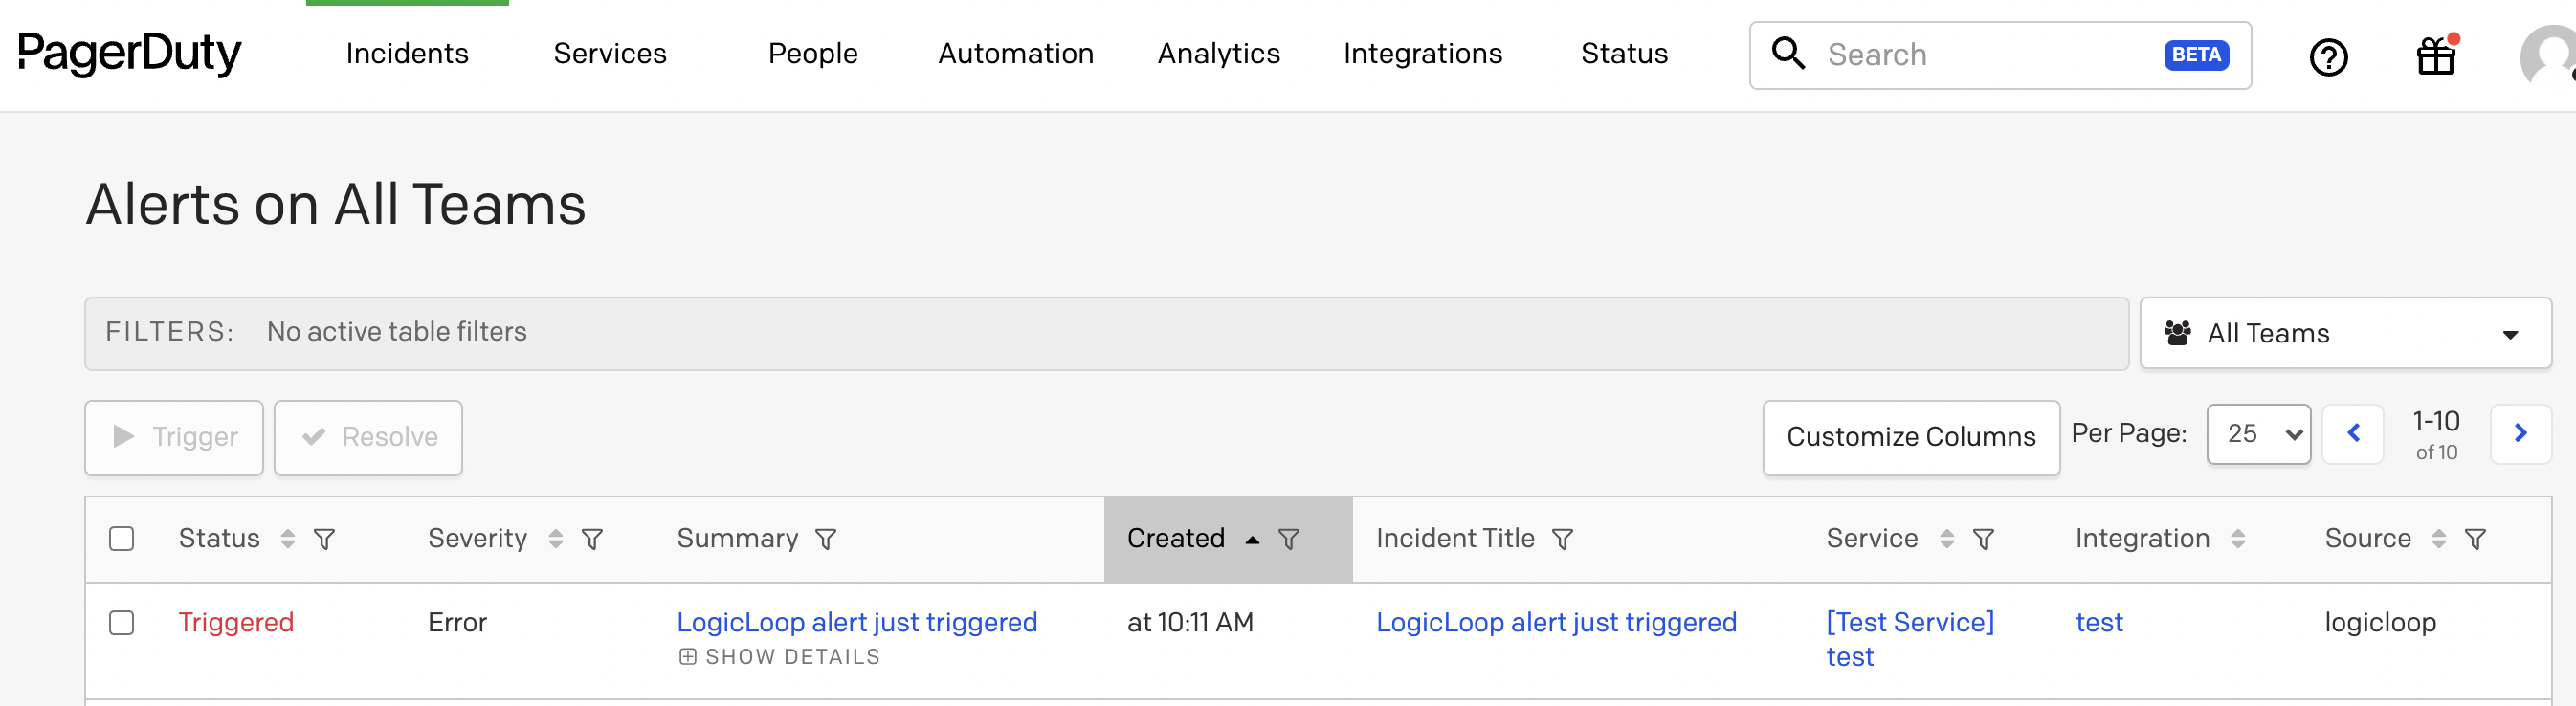 PagerDuty Incidents Services People Automation Analytics Integrations Status Search BETA
Alerts on All Teams
FILTERS: No active table filters All Teams
Trigger Resolve Customize Columns Per Page: 25 1-10
of 10
Status Severity Summary Created Incident Title Service Integration Source
Triggered Error LogicLoop alert just triggered at 10:11 AM LogicLoop alert just triggered [Test Service] test logicloop
SHOW DETAILS test